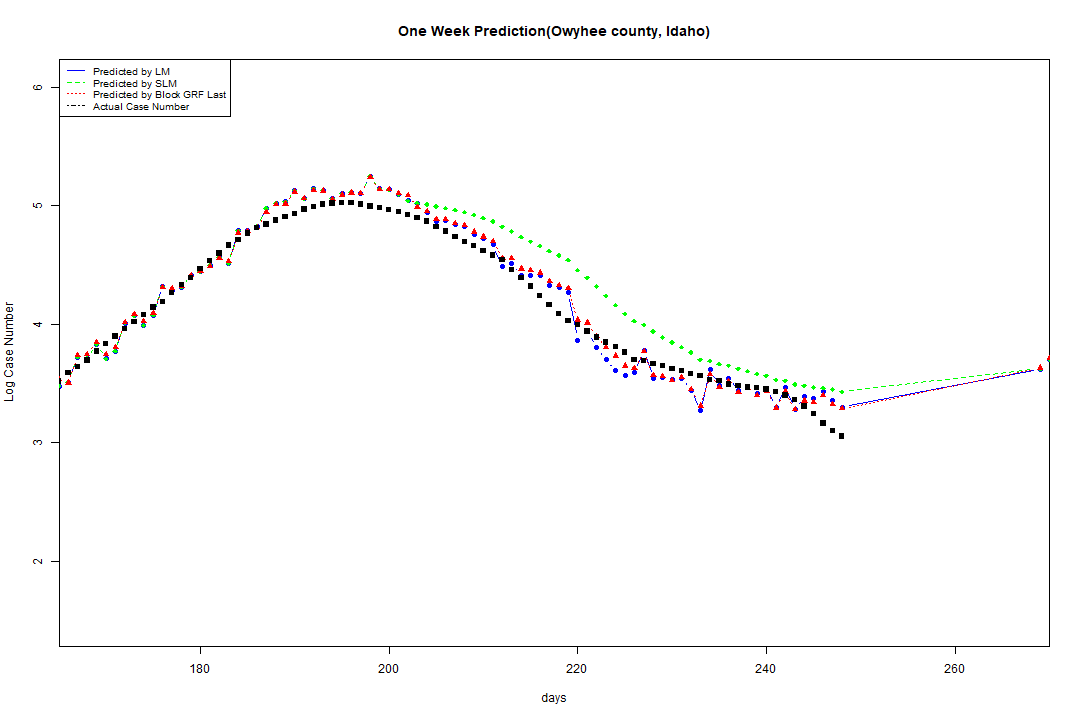 One Week Prediction(Owyhee county, Idaho)
Predicted by LM
Predicted by SLM
Predicted by Block GRF Last
Actual Case Number
Log Case Number
6
5
4
3
2
180 200 220 240 260
days